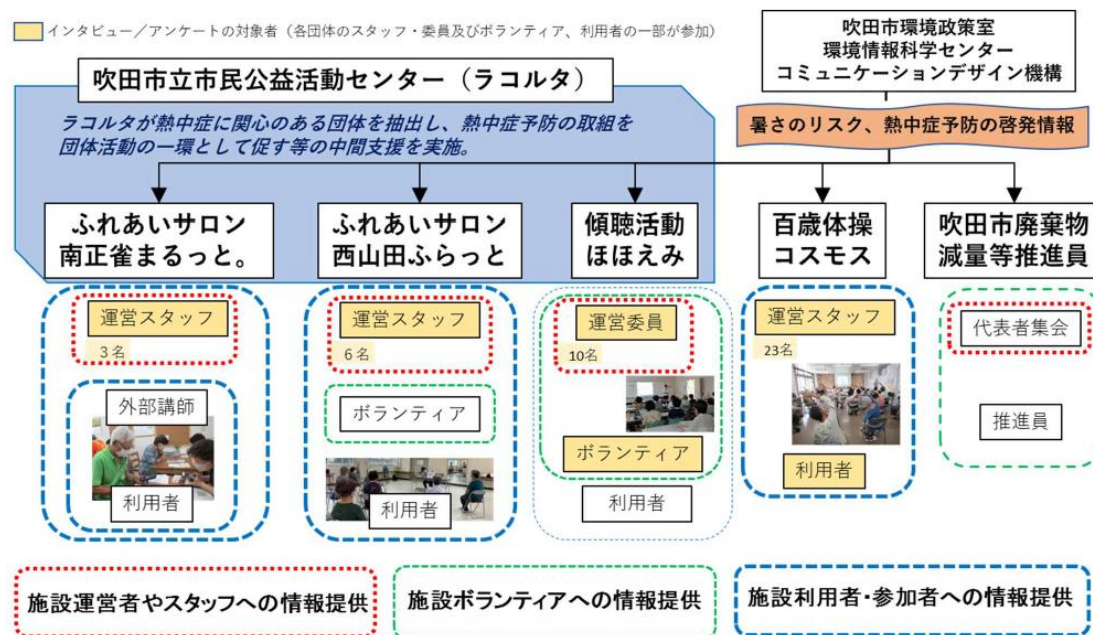 インタビュー／アンケートの対象者（各団体のスタッフ・委員及びボランティア、利用者の一部が参加）
吹田市環境政策室
環境情報科学センター
コミュニケーションデザイン機構
吹田市立市民公益活動センター（ラコルタ）
ラコルタが熱中症に関心のある団体を抽出し、熱中症予防の取組を
団体活動の一環として促す等の中間支援を実施。
暑さのリスク、熱中症予防の啓発情報
ふれあいサロン
南正雀まるっと。
ふれあいサロン
西山田ふらっと
傾聴活動
ほほえみ
百歳体操
コスモス
吹田市廃棄物
減量等推進員
運営スタッフ
3名
外部講師
利用者
運営スタッフ
6名
ボランティア
利用者
運営委員
10名
ボランティア
利用者
運営スタッフ
23名
利用者
代表者集会
推進員
施設運営者やスタッフへの情報提供
施設ボランティアへの情報提供
施設利用者・参加者への情報提供